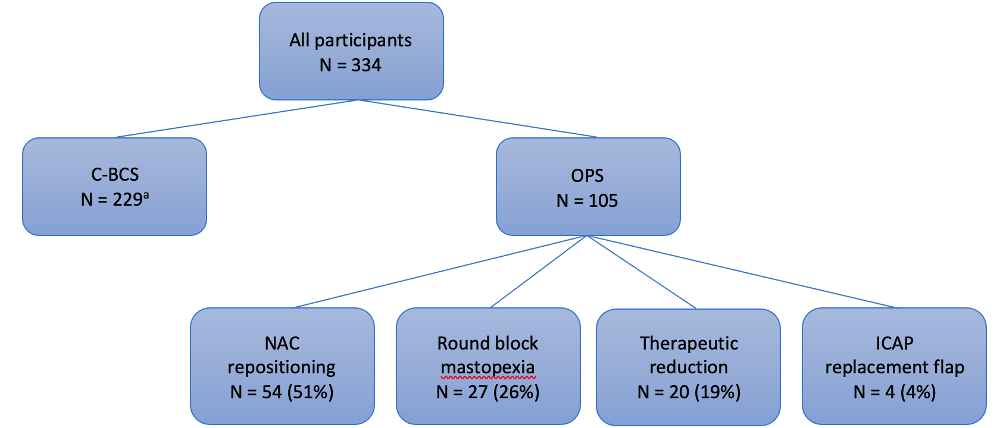 All participants
N = 334
C-BCS
N = 229ᵃ
OPS
N = 105
NAC
repositioning
N = 54 (51%)
Round block
mastopexia
N = 27 (26%)
Therapeutic
reduction
N = 20 (19%)
ICAP
replacement flap
N = 4 (4%)